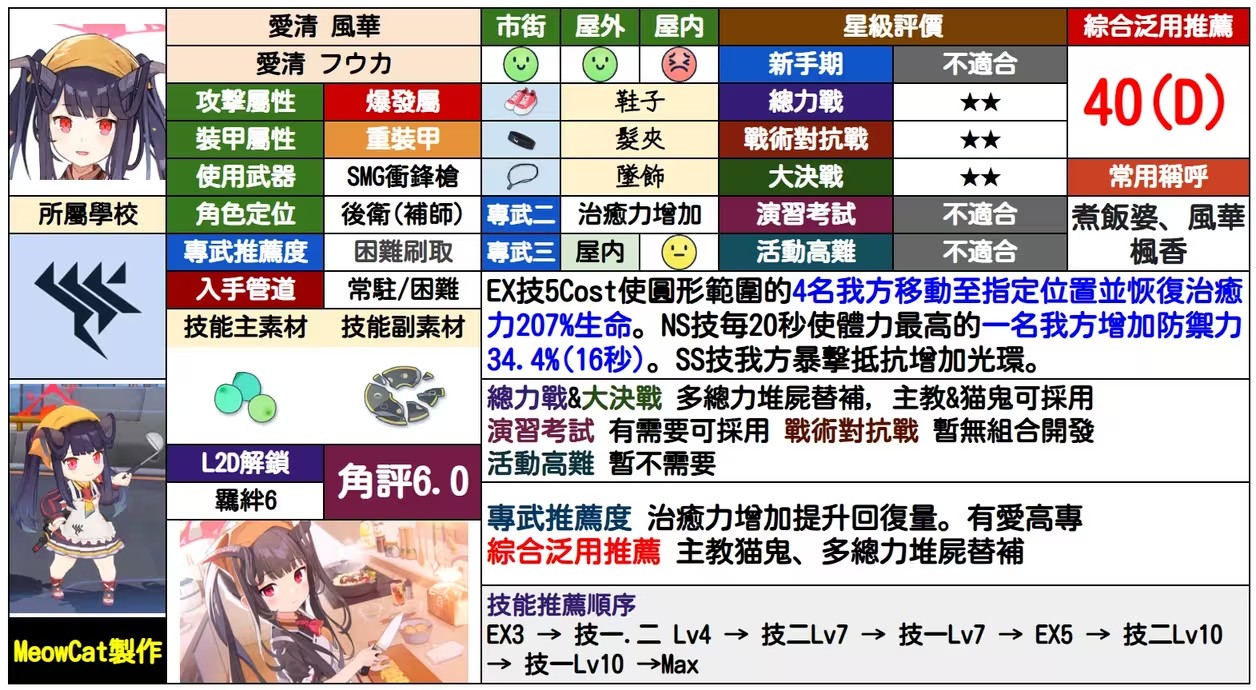 愛清 風華
愛清 フウカ
攻擊屬性 爆發屬
裝甲屬性 重裝甲
使用武器 SMG衝鋒槍
所屬學校
角色定位 後衛(補師)
專武推薦度 困難刷取
入手管道 常駐/困難
技能主素材 技能副素材
L2D解鎖
羈絆6
角評6.0
MeowCat製作
市街 屋外 屋内
鞋子
髮夾
墜飾
專武二 治癒力增加
專武三 屋内
星級評價
新手期 不適合
總力戰 ★★
戰術對抗戰 ★★
大決戰 ★★
演習考試 不適合
活動高難 不適合
綜合泛用推薦
40(D)
常用稱呼
煮飯婆、風華
楓香
EX技5Cost使圓形範圍的4名我方移動至指定位置並恢復治癒
力207%生命。NS技每20秒使體力最高的一名我方增加防禦力
34.4%(16秒)。SS技我方暴擊抵抗增加光環。
總力戰&大決戰 多總力堆屍替補, 主教&猫鬼可採用
演習考試 有需要可採用 戰術對抗戰 暫無組合開發
活動高難 暫不需要
專武推薦度 治癒力增加提升回復量。有愛高專
綜合泛用推薦 主教猫鬼、多總力堆屍替補
技能推薦順序
EX3 → 技一.二 Lv4 → 技二Lv7 → 技一Lv7 → EX5 → 技二Lv10
→ 技一Lv10 →Max